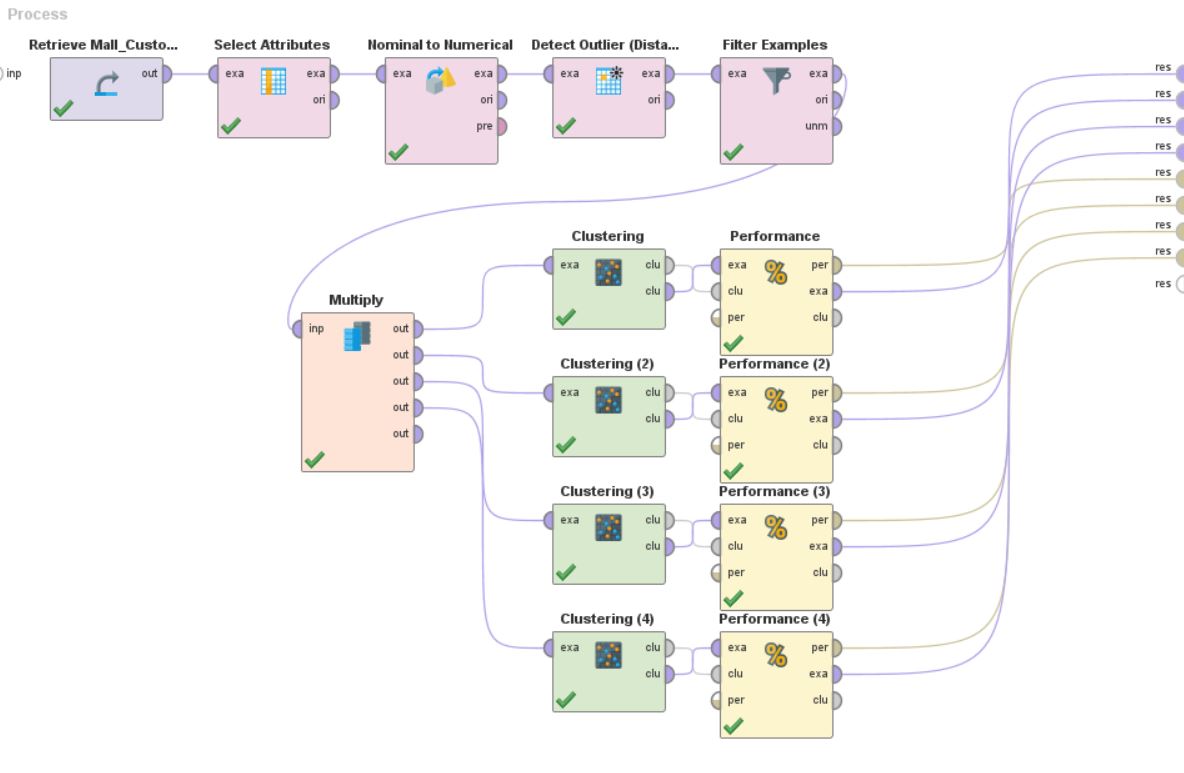 Process
Retrieve Mall_Custo... Select Attributes Nominal to Numerical Detect Outlier (Dista... Filter Examples
inp out exa exa exa exa exa exa exa exa res
ori ori ori ori res
pre unm res
res
res
res
res
res
res
Clustering Performance
exa clu exa per
clu clu exa
per clu
Multiply
inp out
out
out
out
out
Clustering (2) Performance (2)
exa clu exa per
clu clu exa
per clu
Clustering (3) Performance (3)
exa clu exa per
clu clu exa
per clu
Clustering (4) Performance (4)
exa clu exa per
clu clu exa
per clu